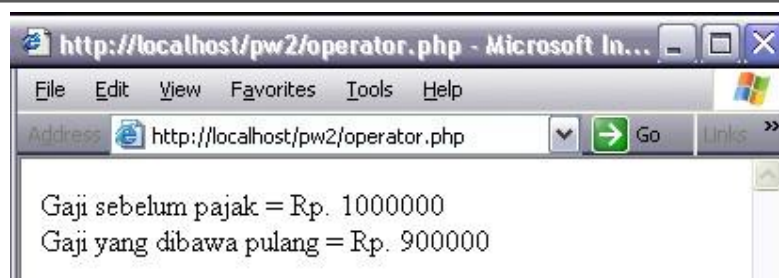 http://localhost/pw2/operator.php - Microsoft In...
File Edit View Favorites Tools Help
Address http://localhost/pw2/operator.php Go Links »
Gaji sebelum pajak = Rp. 1000000
Gaji yang dibawa pulang = Rp. 900000